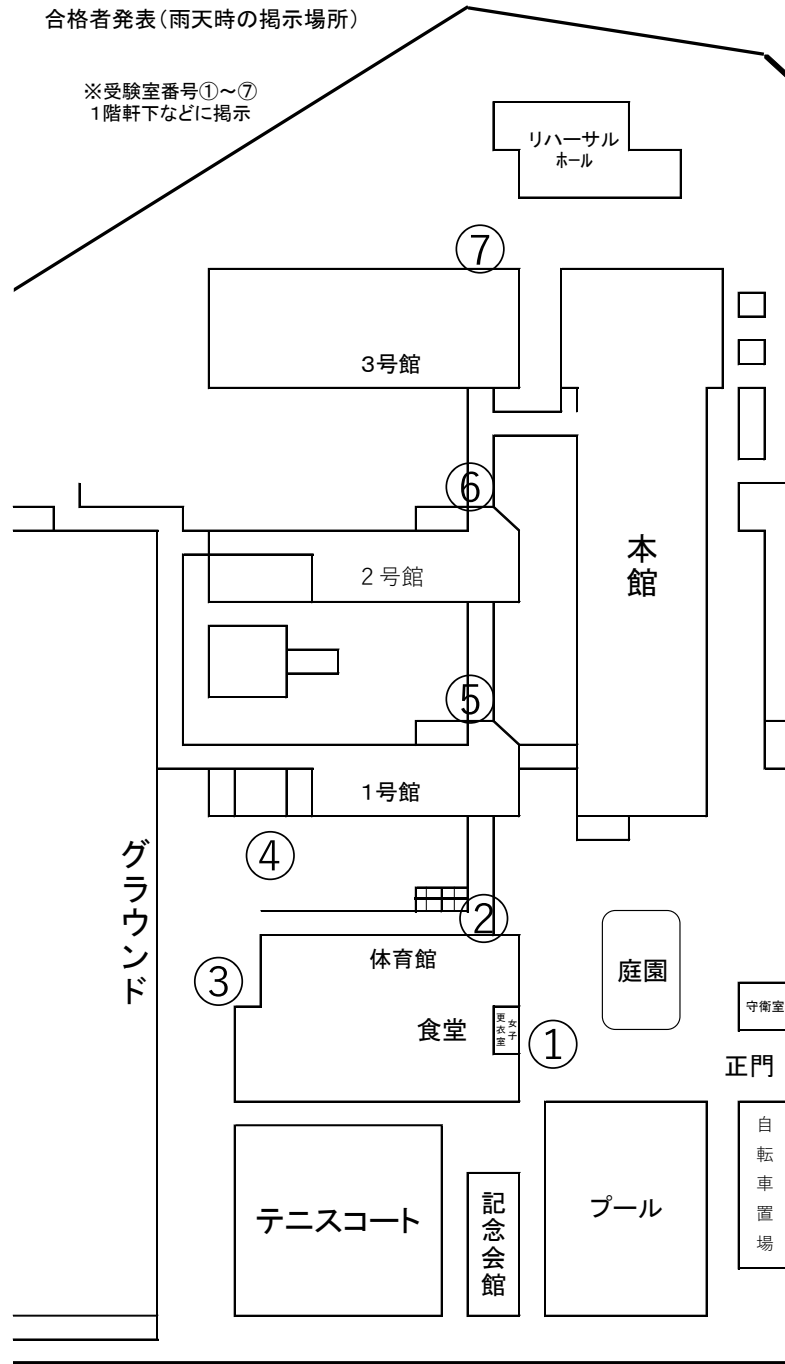 合格者発表（雨天時の掲示場所）
※受験室番号①～⑦
１階軒下などに掲示
リハーサル
ホール
⑦
３号館
⑥
本館
２号館
⑤
１号館
④
グラウンド
②
体育館
③
庭園
守衛室
食堂
女子
更衣室
①
正門
自転車置場
テニスコート
記念会館
プール